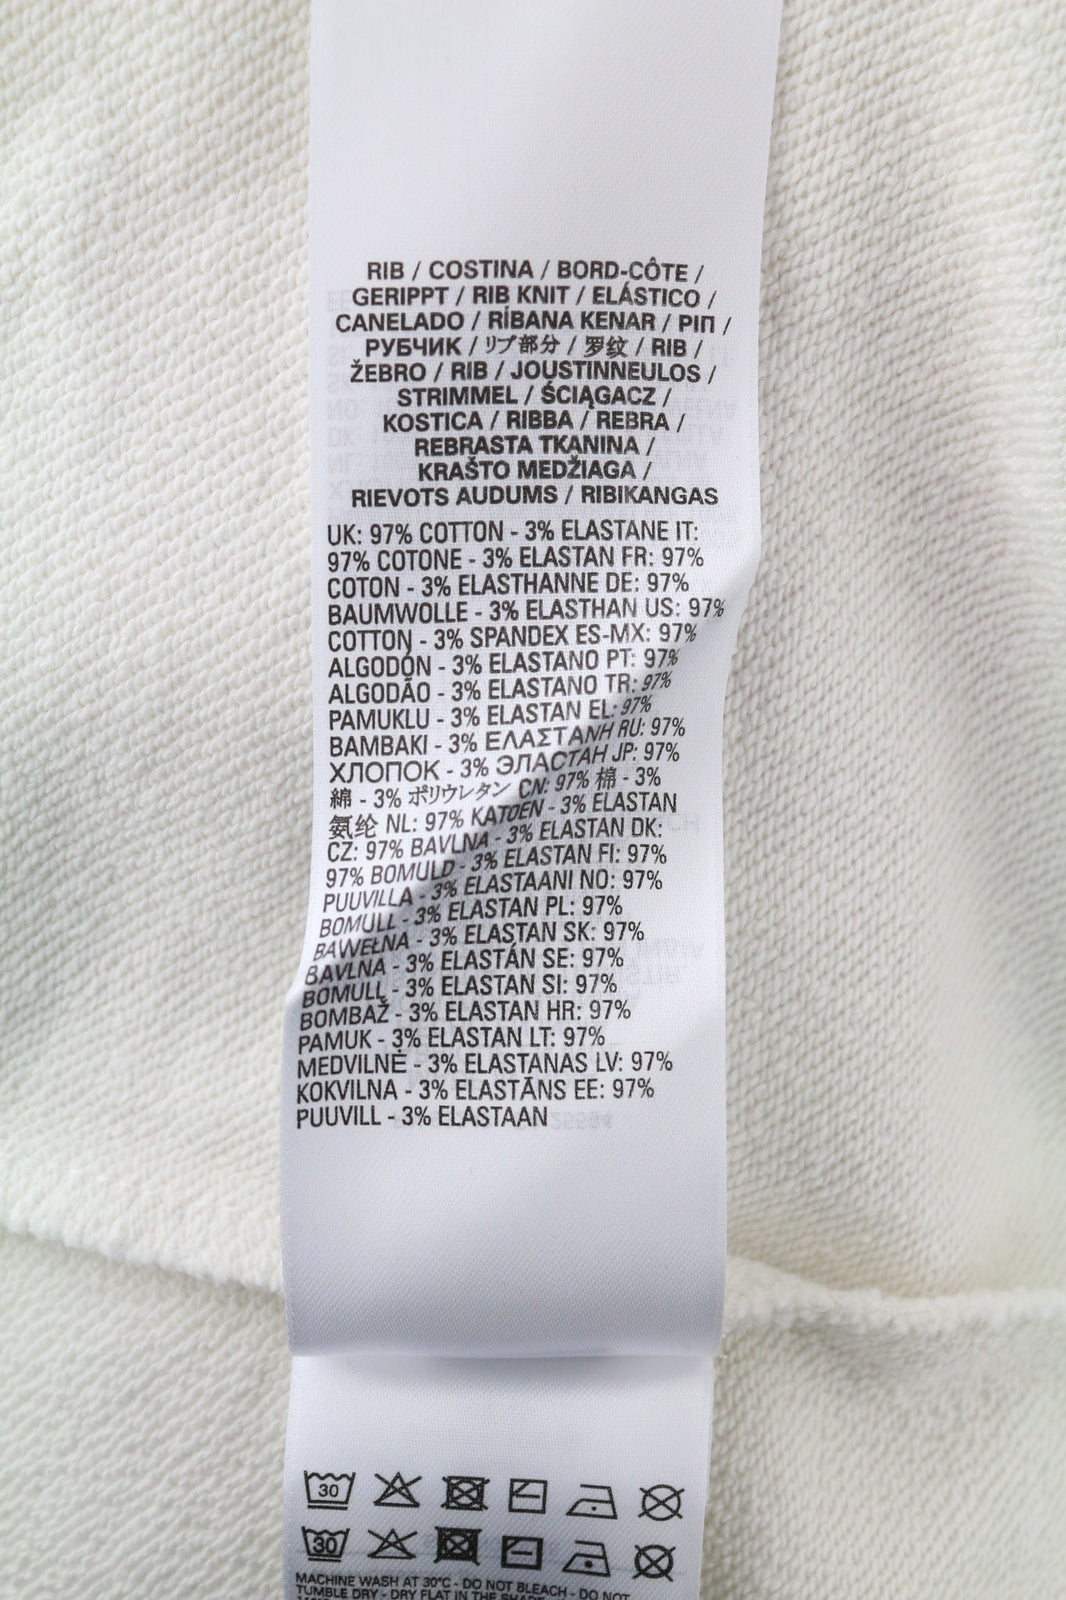 RIB / COSTINA / BORD-CÔTE /
GERIPPT / RIB KNIT / ELÁSTICO /
CANELADO / RİBANA KENAR / ΡΙΠ /
РУБЧИК / リブ部分 / 罗纹 / RIB /
ŽEBRO / RIB / JOUSTINNEULOS /
STRIMMEL / ŚCIĄGACZ /
KOSTICA / RIBBA / REBRA /
REBRASTA TKANINA /
KRAŠTO MEDŽIAGA /
RIEVOTS AUDUMS / RIBIKANGAS
UK: 97% COTTON - 3% ELASTANE IT:
97% COTONE - 3% ELASTAN FR: 97%
COTON - 3% ELASTHANNE DE: 97%
BAUMWOLLE - 3% ELASTHAN US: 97%
COTTON - 3% SPANDEX ES-MX: 97%
ALGODÓN - 3% ELASTANO PT: 97%
ALGODÃO - 3% ELASTANO TR: 97%
PAMUKLU - 3% ELASTAN EL: 97%
ΒΑΜΒΑΚΙ - 3% ΕΛΑΣΤΑΝΗ RU: 97%
ХЛОПОК - 3% ЭЛАСТАН JP: 97%
綿 - 3% ポリウレタン CN: 97% 棉 - 3%
氨纶 NL: 97% KATOEN - 3% ELASTAN
CZ: 97% BAVLNA - 3% ELASTAN DK:
97% BOMULD - 3% ELASTAN FI: 97%
PUUVILLA - 3% ELASTAANI NO: 97%
BOMULL - 3% ELASTAN PL: 97%
BAWEŁNA - 3% ELASTAN SK: 97%
BAVLNA - 3% ELASTÁN SE: 97%
BOMULL - 3% ELASTAN SI: 97%
BOMBAŽ - 3% ELASTAN HR: 97%
PAMUK - 3% ELASTAN LT: 97%
MEDVILNĖ - 3% ELASTANAS LV: 97%
KOKVILNA - 3% ELASTĀNS EE: 97%
PUUVILL - 3% ELASTAAN
30
30
MACHINE WASH AT 30°C - DO NOT BLEACH - DO NOT
TUMBLE DRY - DRY FLAT IN THE SHADE